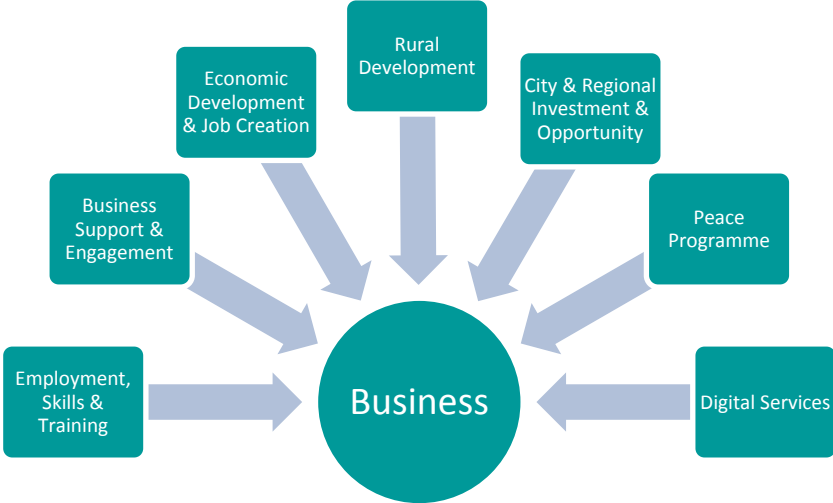 Rural
Development
Economic
Development
& Job Creation
City & Regional
Investment &
Opportunity
Business
Support &
Engagement
Peace
Programme
Employment,
Skills &
Training
Business
Digital Services